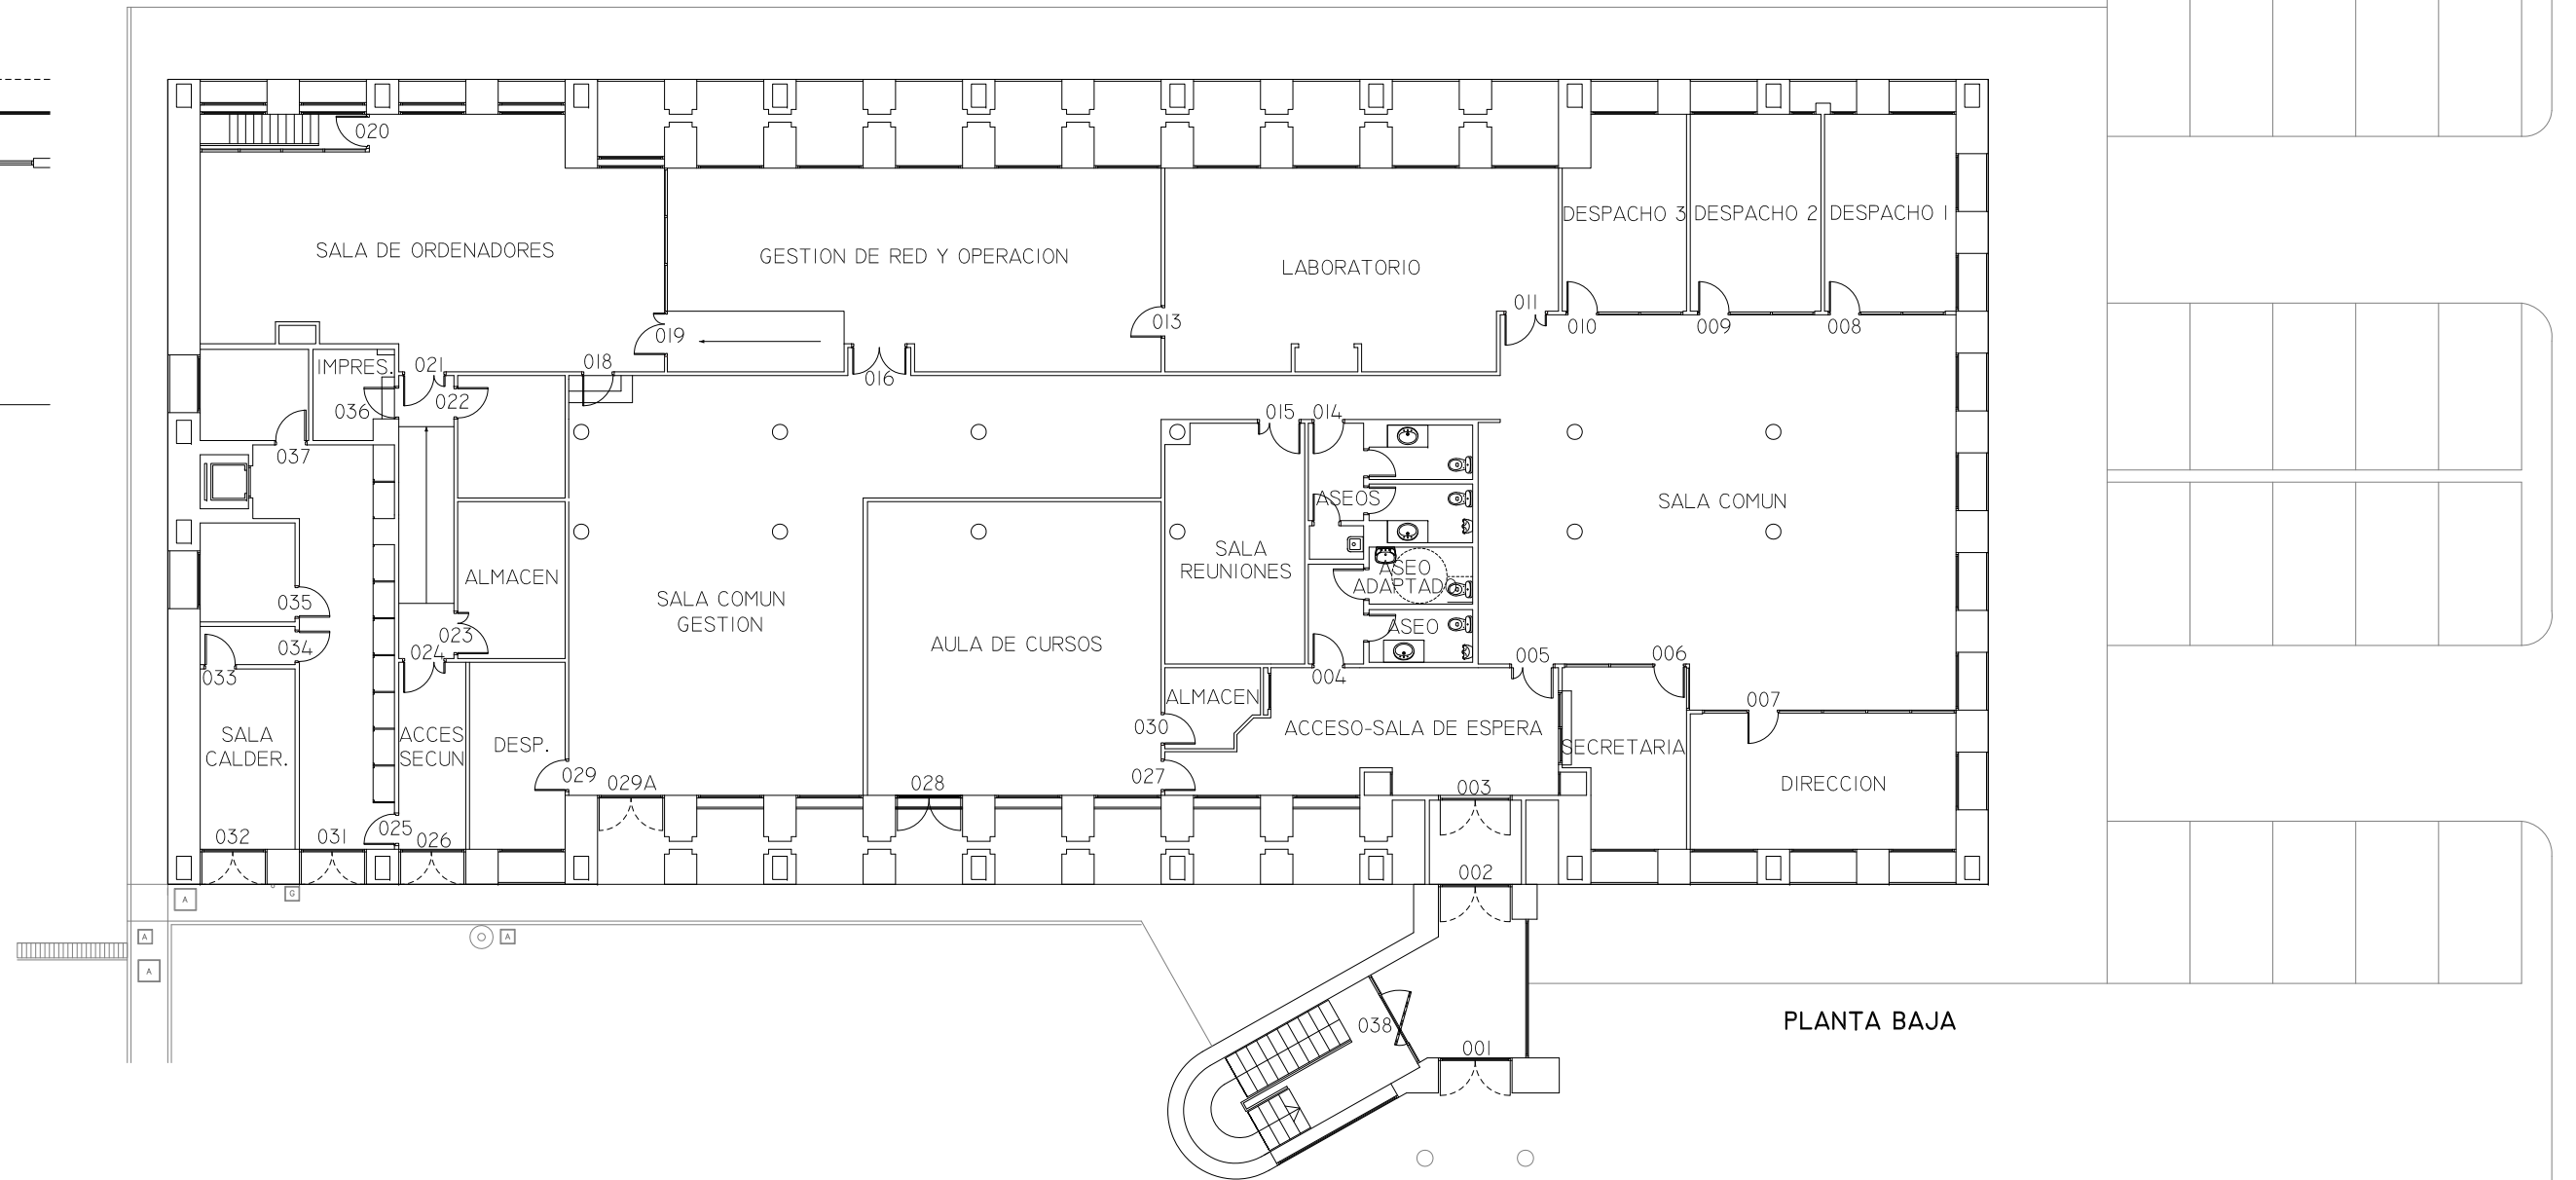 020
DESPACHO 3
DESPACHO 2
DESPACHO 1
SALA DE ORDENADORES
GESTION DE RED Y OPERACION
LABORATORIO
011
013
010
009
008
019
018
021
IMPRES.
016
022
036
015
014
037
ASEOS
SALA COMUN
SALA
REUNIONES
ASEO
ADAPTADO
ALMACEN
SALA COMUN
GESTION
035
ASEO
023
034
024
AULA DE CURSOS
005
006
033
004
ALMACEN
007
030
ACCESO-SALA DE ESPERA
SALA
CALDER.
ACCES
SECUN
DESP.
SECRETARIA
029
029A
028
027
003
DIRECCION
032
031
025
026
002
A
G
A
A
A
038
001
PLANTA BAJA